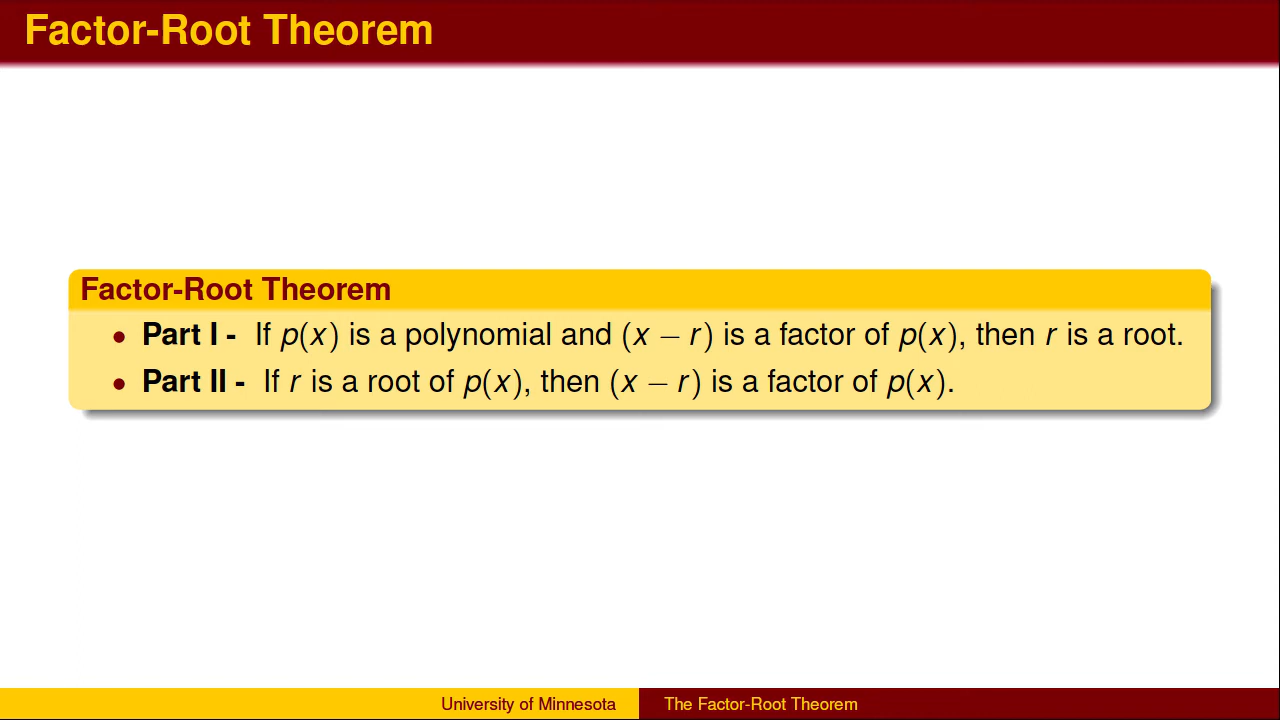 Factor-Root Theorem
Factor-Root Theorem
• Part I - If p(x) is a polynomial and (x − r) is a factor of p(x), then r is a root.
• Part II - If r is a root of p(x), then (x − r) is a factor of p(x).
University of Minnesota The Factor-Root Theorem